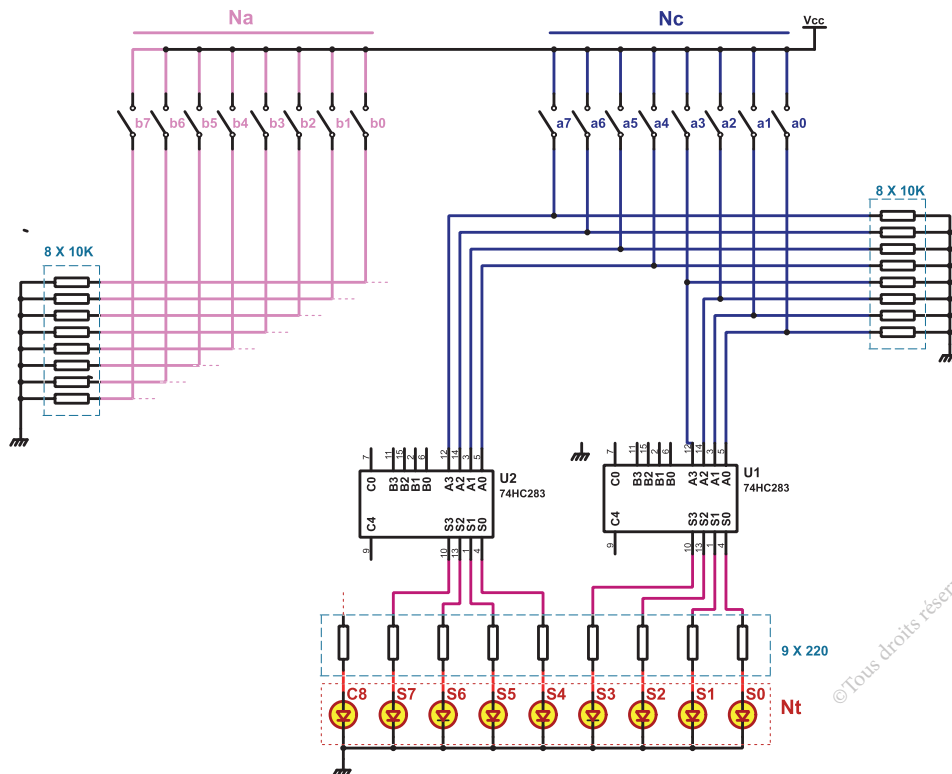 Na
Nc
Vcc
b7 b6 b5 b4 b3 b2 b1 b0
a7 a6 a5 a4 a3 a2 a1 a0
8 X 10K
8 X 10K
7 11 15 2 6 12 14 3 5
C0 B3 B2 B1 B0 A3 A2 A1 A0
U2
74HC283
C4 S3 S2 S1 S0
9 10 13 1 4
7 11 15 2 6 12 14 3 5
C0 B3 B2 B1 B0 A3 A2 A1 A0
U1
74HC283
C4 S3 S2 S1 S0
9 10 13 1 4
9 X 220
C8 S7 S6 S5 S4 S3 S2 S1 S0
Nt
©Tous droits réser